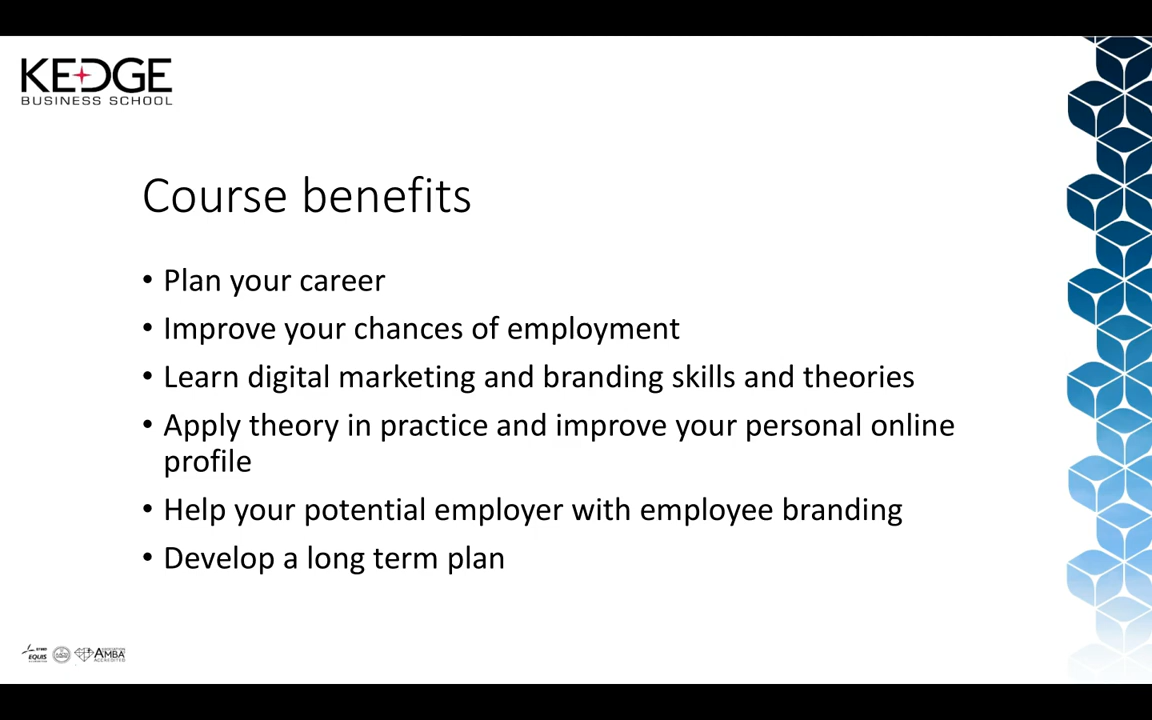 KEDGE
BUSINESS SCHOOL
Course benefits
• Plan your career
• Improve your chances of employment
• Learn digital marketing and branding skills and theories
• Apply theory in practice and improve your personal online
profile
• Help your potential employer with employee branding
• Develop a long term plan
EQUIS
AMBA
ACCREDITED